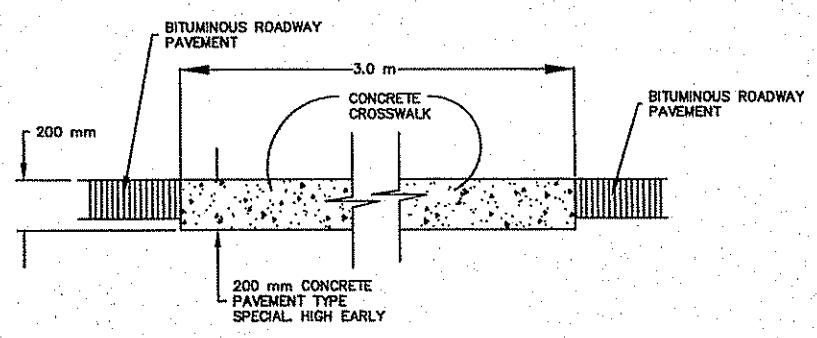 BITUMINOUS ROADWAY
PAVEMENT
3.0 m
CONCRETE
CROSSWALK
BITUMINOUS ROADWAY
PAVEMENT
200 mm
200 mm CONCRETE
PAVEMENT TYPE
SPECIAL. HIGH EARLY